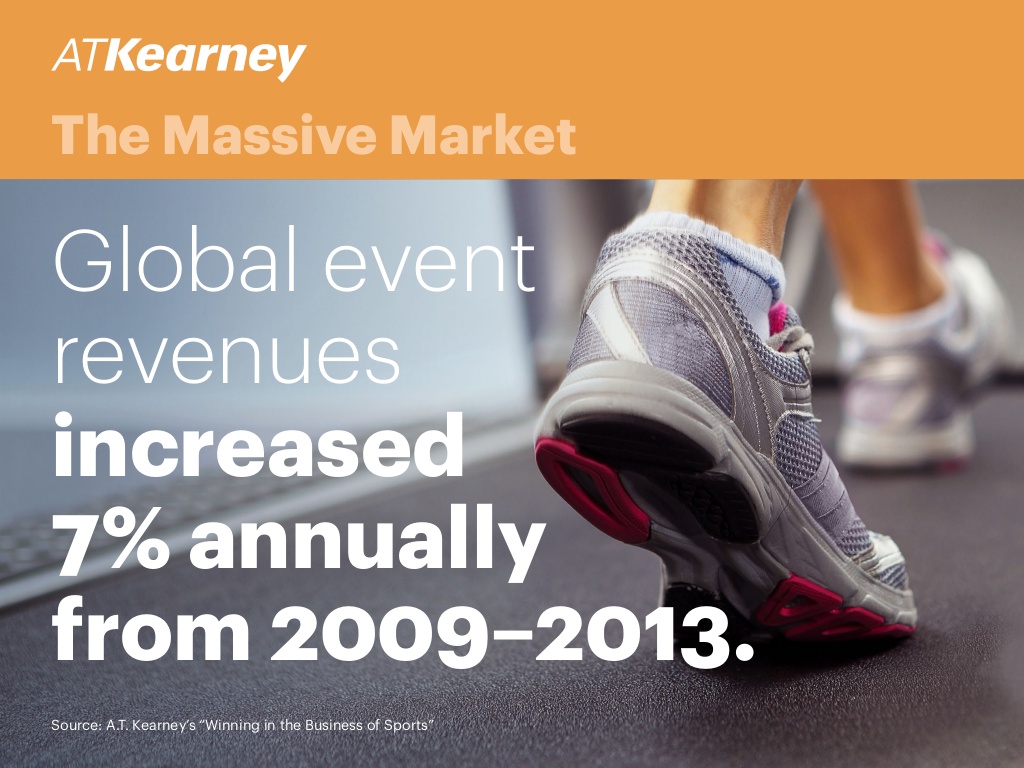 ATKearney
The Massive Market
Global event
revenues
increased
7% annually
from 2009–2013.
Source: A.T. Kearney's “Winning in the Business of Sports”